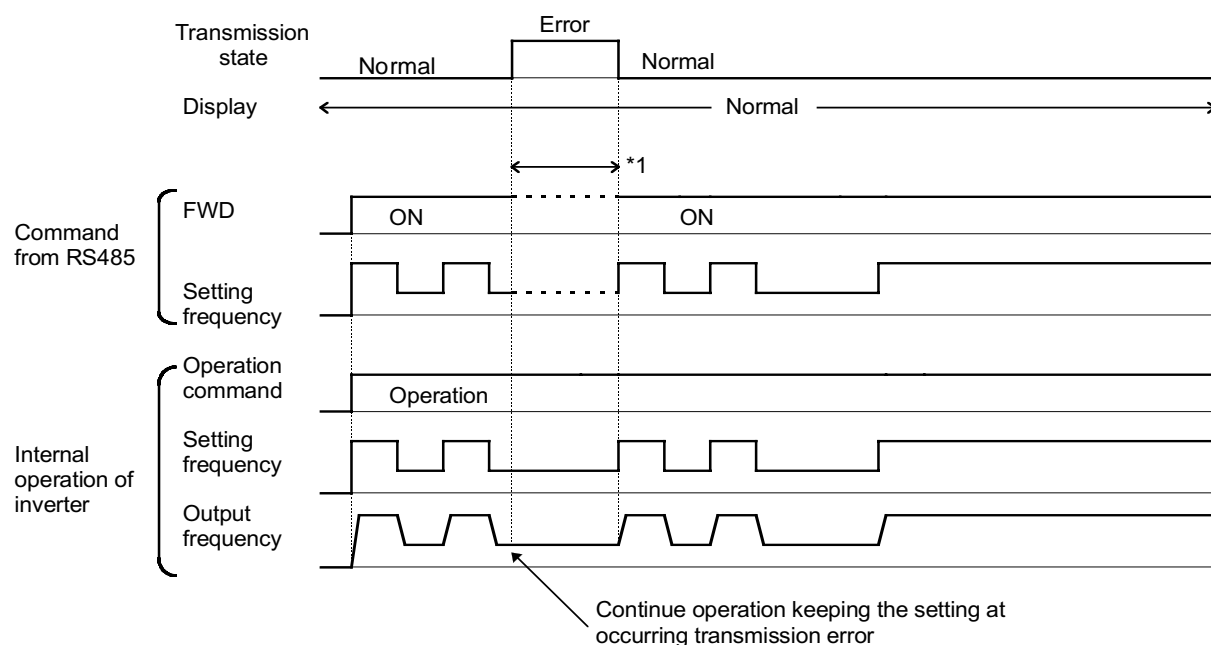 Error
Transmission
state
Normal
Normal
Display
Normal
*1
Command
from RS485
FWD
ON
ON
Setting
frequency
Internal
operation of
inverter
Operation
command
Operation
Setting
frequency
Output
frequency
Continue operation keeping the setting at
occurring transmission error